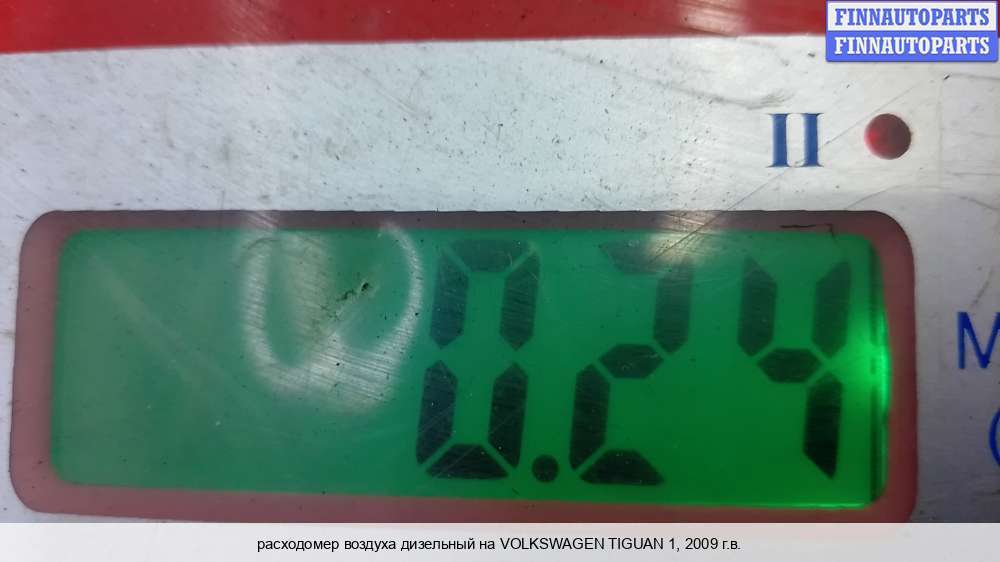 FINNAUTOPARTS
FINNAUTOPARTS
II
M
0.24
расходомер воздуха дизельный на VOLKSWAGEN TIGUAN 1, 2009 г.в.